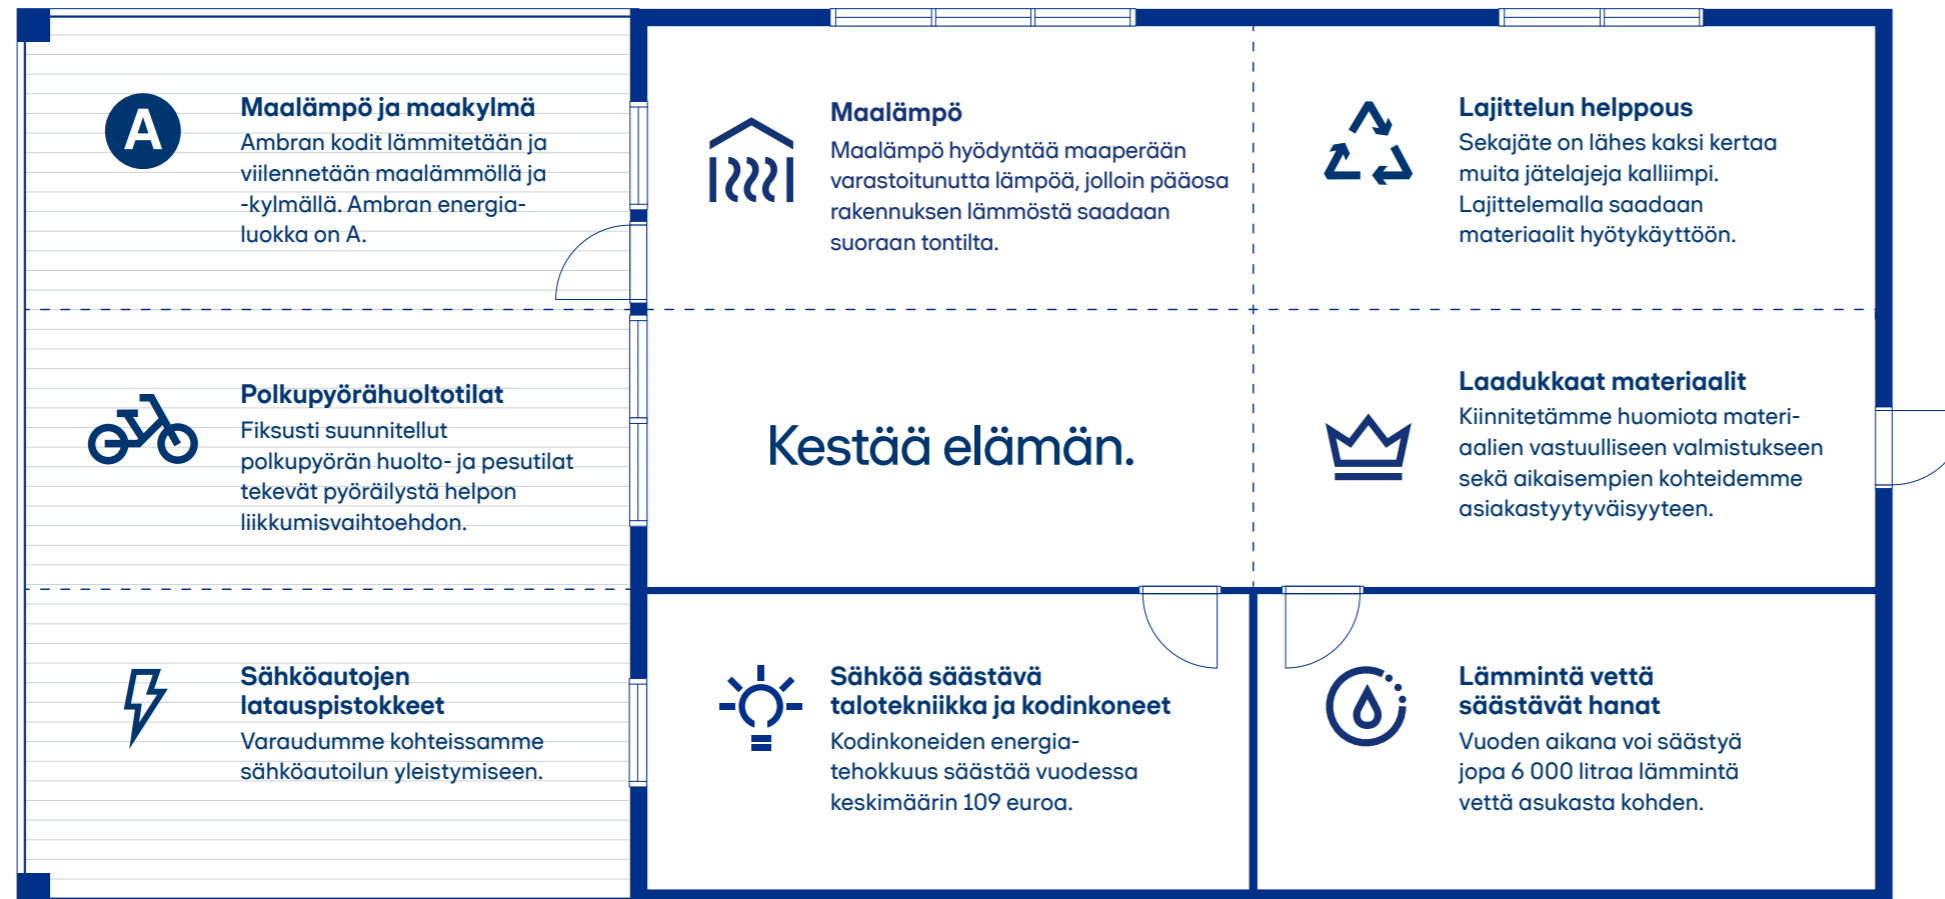 A
Maalämpö ja maakylmä
Ambran kodit lämmitetään ja
viilennetään maalämmöllä ja
-kylmällä. Ambran energia-
luokka on A.
Maalämpö
Maalämpö hyödyntää maaperään
varastoitunutta lämpöä, jolloin pääosa
rakennuksen lämmöstä saadaan
suoraan tontilta.
Lajittelun helppous
Sekajäte on lähes kaksi kertaa
muita jätelajeja kalliimpi.
Lajittelemalla saadaan
materiaalit hyötykäyttöön.
Polkupyörähuoltotilat
Fiksusti suunnitellut
polkupyörän huolto- ja pesutilat
tekevät pyöräilystä helpon
liikkumisvaihtoehdon.
Kestää elämän.
Laadukkaat materiaalit
Kiinnitetämme huomiota materi-
aalien vastuulliseen valmistukseen
sekä aikaisempien kohteidemme
asiakastyytyväisyyteen.
Sähköautojen
latauspistokkeet
Varaudumme kohteissamme
sähköautoilun yleistymiseen.
Sähköä säästävä
talotekniikka ja kodinkoneet
Kodinkoneiden energia-
tehokkuus säästää vuodessa
keskimäärin 109 euroa.
Lämmintä vettä
säästävät hanat
Vuoden aikana voi säästyä
jopa 6 000 litraa lämmintä
vettä asukasta kohden.